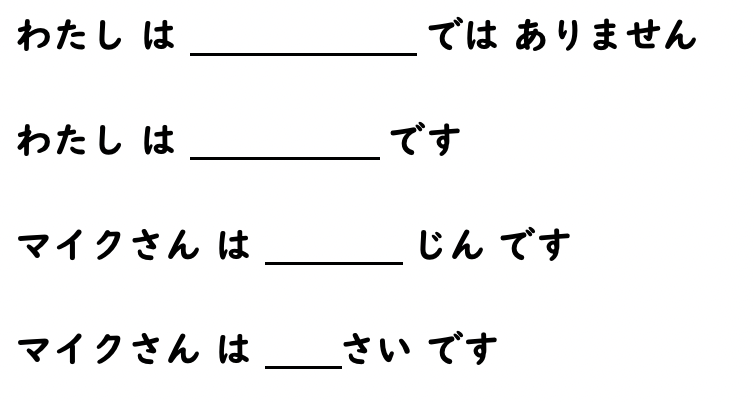 わたし は ____________ では ありません
わたし は __________ です
マイクさん は _______ じん です
マイクさん は ____さい です